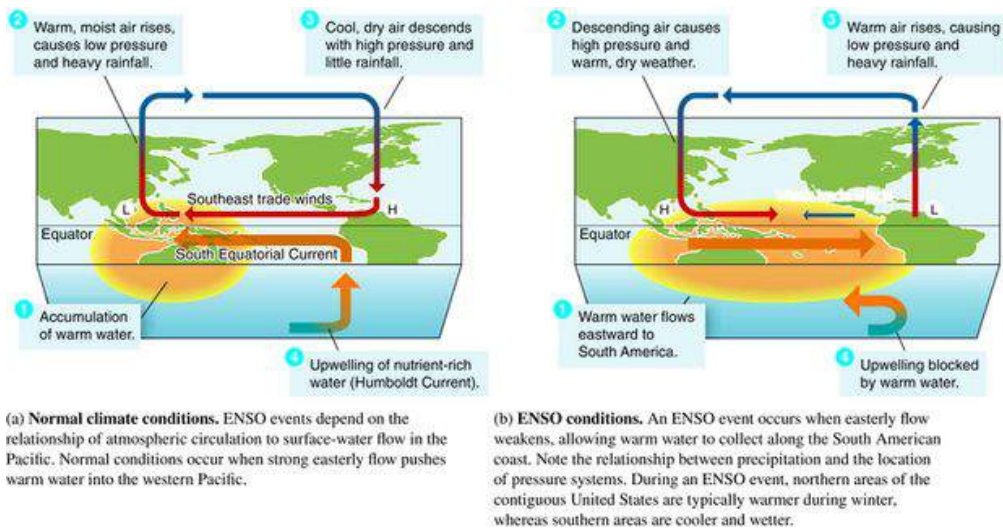 2 Warm, moist air rises,
causes low pressure
and heavy rainfall.
3 Cool, dry air descends
with high pressure and
little rainfall.
L
Southeast trade winds
H
Equator
South Equatorial Current
1 Accumulation
of warm water.
4 Upwelling of nutrient-rich
water (Humboldt Current).
(a) Normal climate conditions. ENSO events depend on the
relationship of atmospheric circulation to surface-water flow in the
Pacific. Normal conditions occur when strong easterly flow pushes
warm water into the western Pacific.
2 Descending air causes
high pressure and
warm, dry weather.
3 Warm air rises, causing
low pressure and
heavy rainfall.
H
L
Equator
1 Warm water flows
eastward to
South America.
4 Upwelling blocked
by warm water.
(b) ENSO conditions. An ENSO event occurs when easterly flow
weakens, allowing warm water to collect along the South American
coast. Note the relationship between precipitation and the location
of pressure systems. During an ENSO event, northern areas of the
contiguous United States are typically warmer during winter,
whereas southern areas are cooler and wetter.